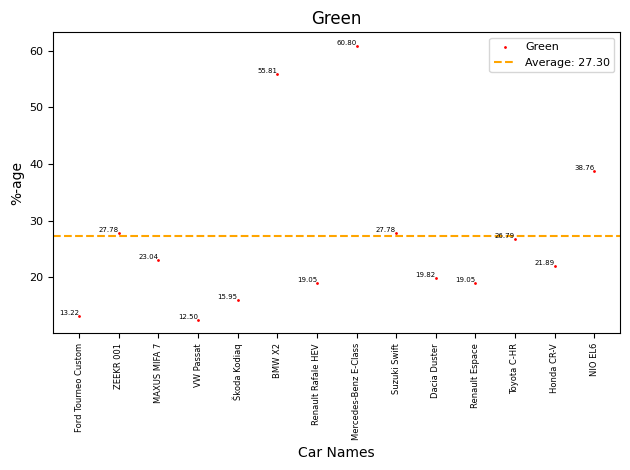 Green
%-age
60
50
40
30
20
Green
Average: 27.30
13.22
27.78
23.04
12.50
15.95
55.81
19.05
60.80
27.78
19.82
19.05
26.79
21.89
38.76
Ford Tourneo Custom
ZEEKR 001
MAXUS MIFA 7
VW Passat
Škoda Kodiaq
BMW X2
Renault Rafale HEV
Mercedes-Benz E-Class
Suzuki Swift
Dacia Duster
Renault Espace
Toyota C-HR
Honda CR-V
NIO EL6
Car Names